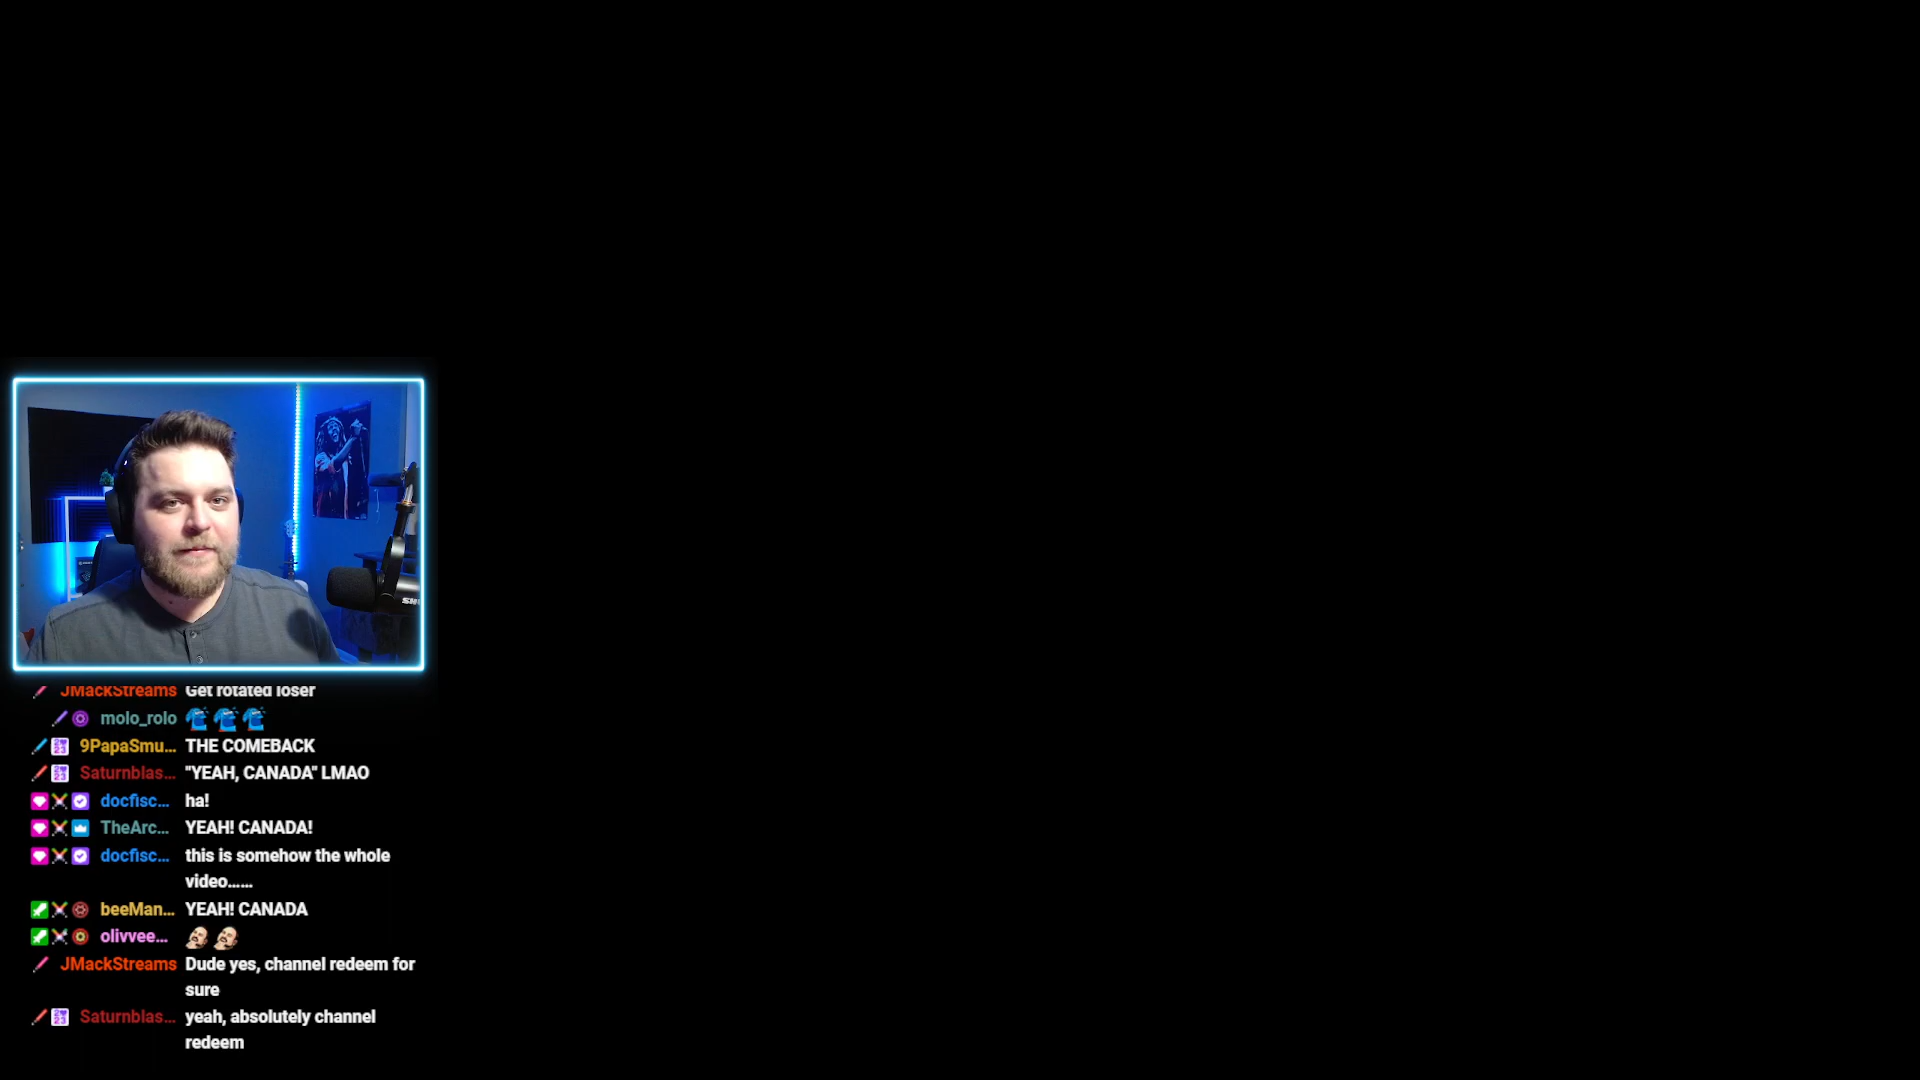 JMackStreams Get rotated loser
molo_rolo
9PapaSmu... THE COMEBACK
Saturnblas... "YEAH, CANADA" LMAO
docfisc... ha!
TheArc... YEAH! CANADA!
docfisc... this is somehow the whole
video......
beeMan... YEAH! CANADA
olivvee...
JMackStreams Dude yes, channel redeem for
sure
Saturnblas... yeah, absolutely channel
redeem